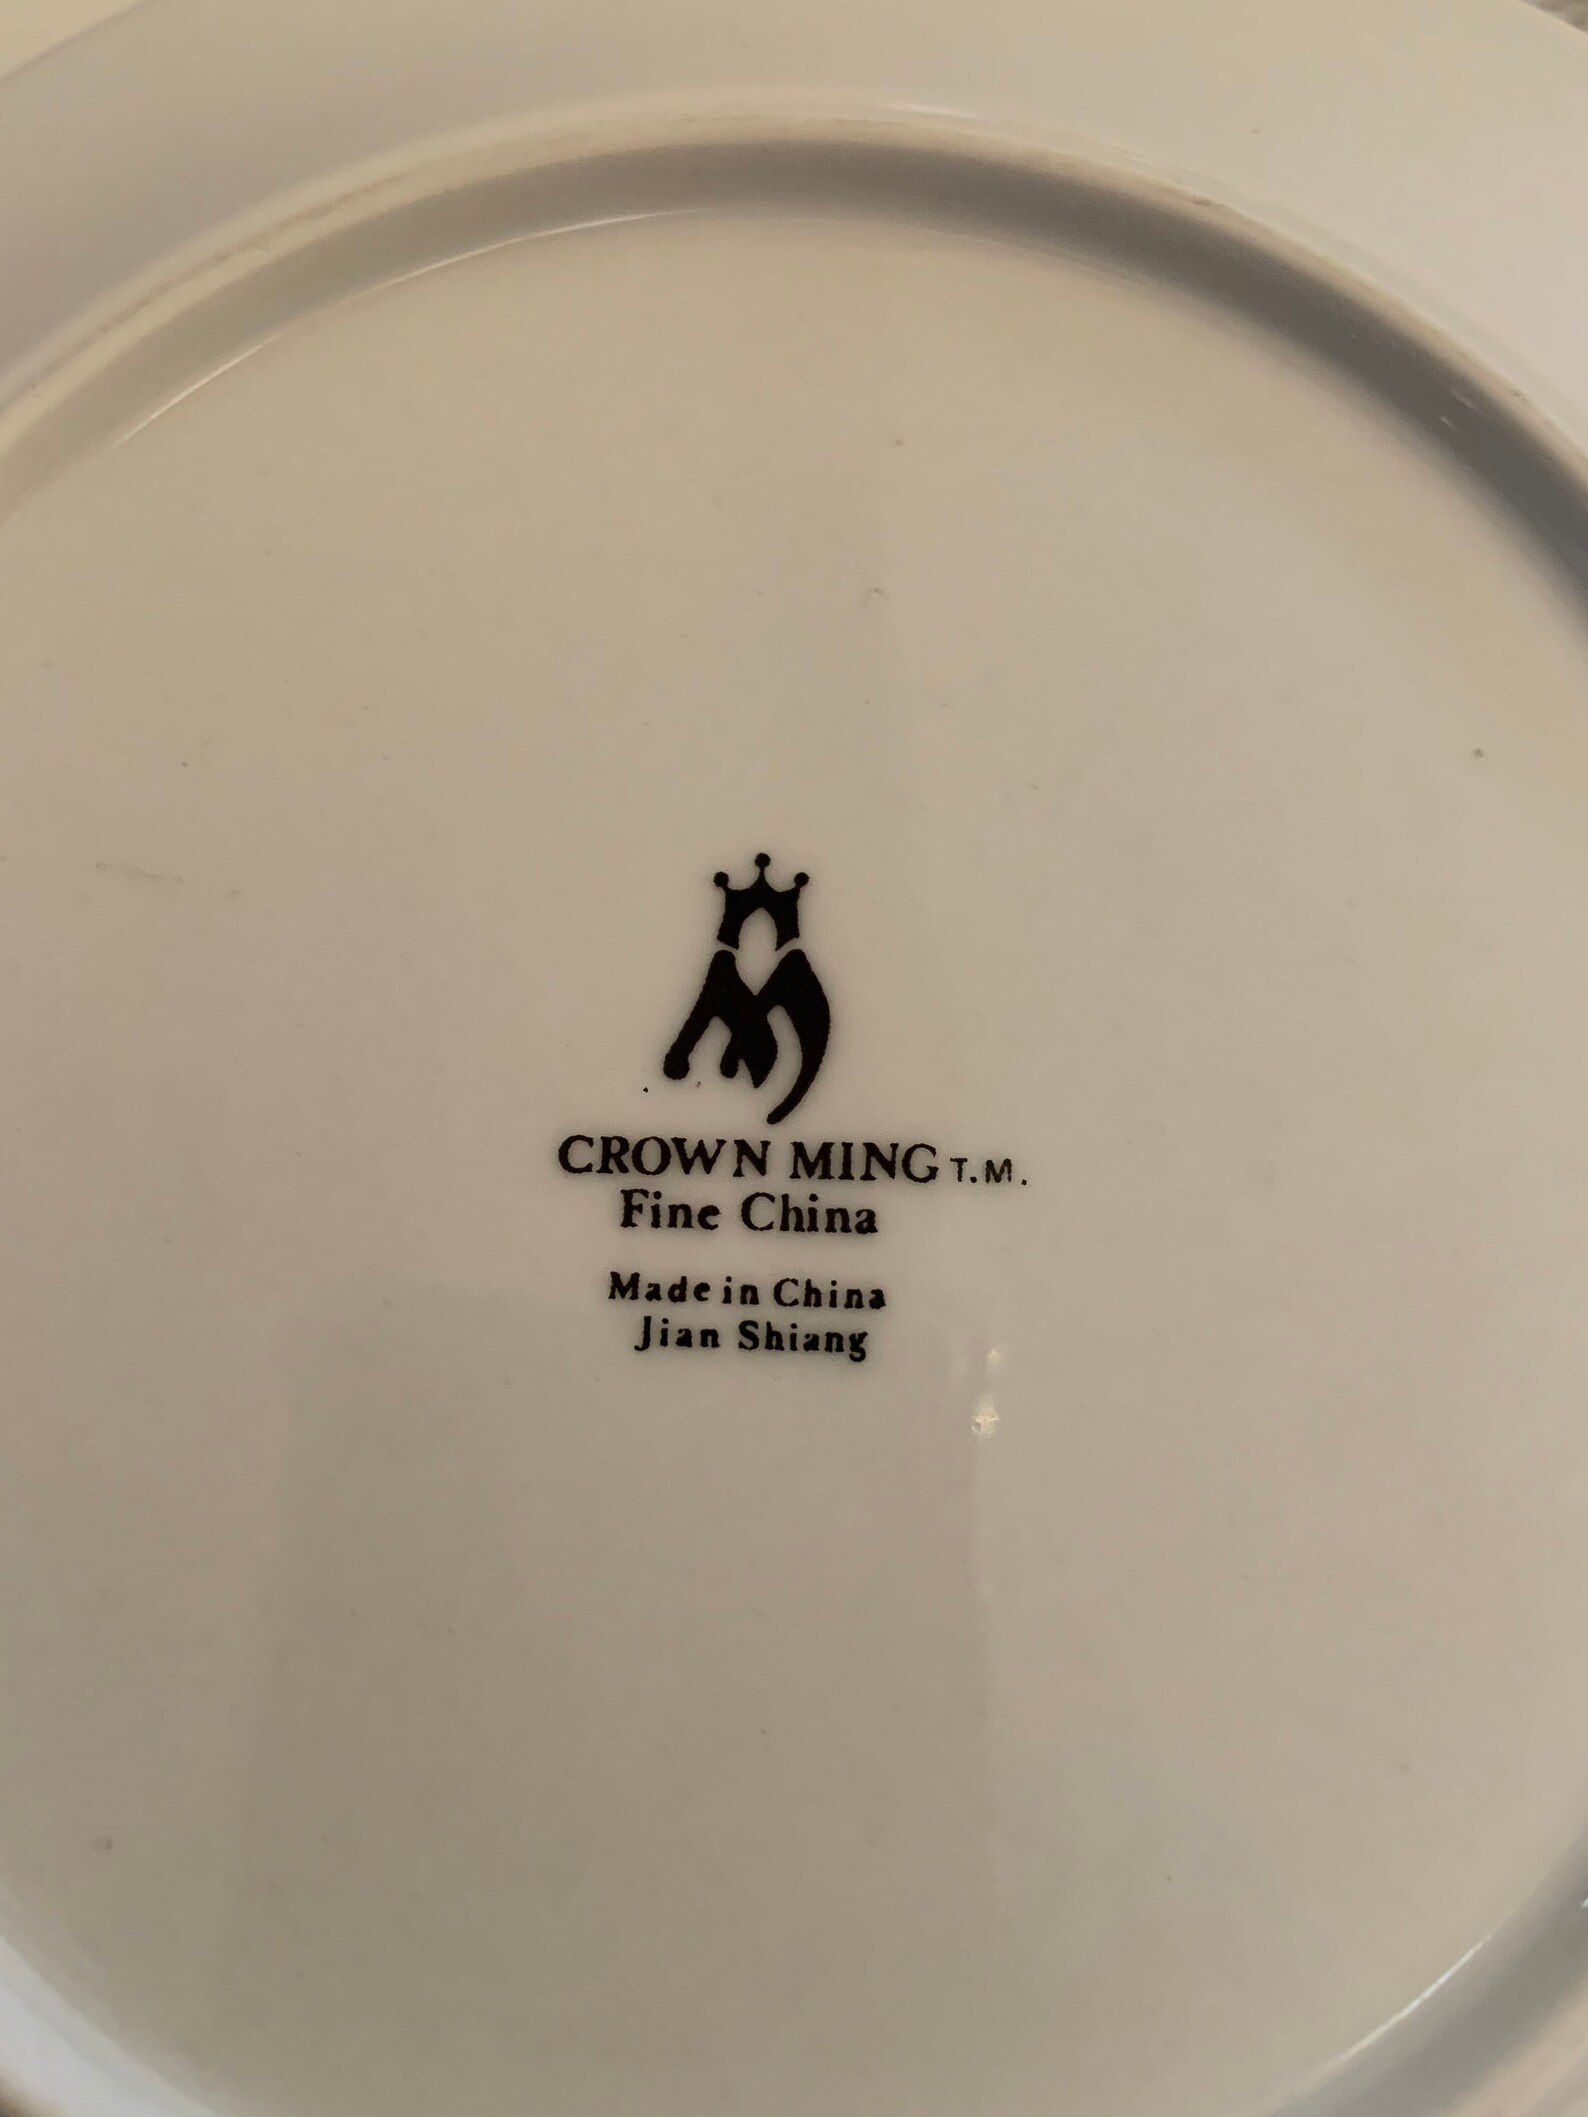 CROWN MING T.M.
Fine China
Made in China
Jian Shiang